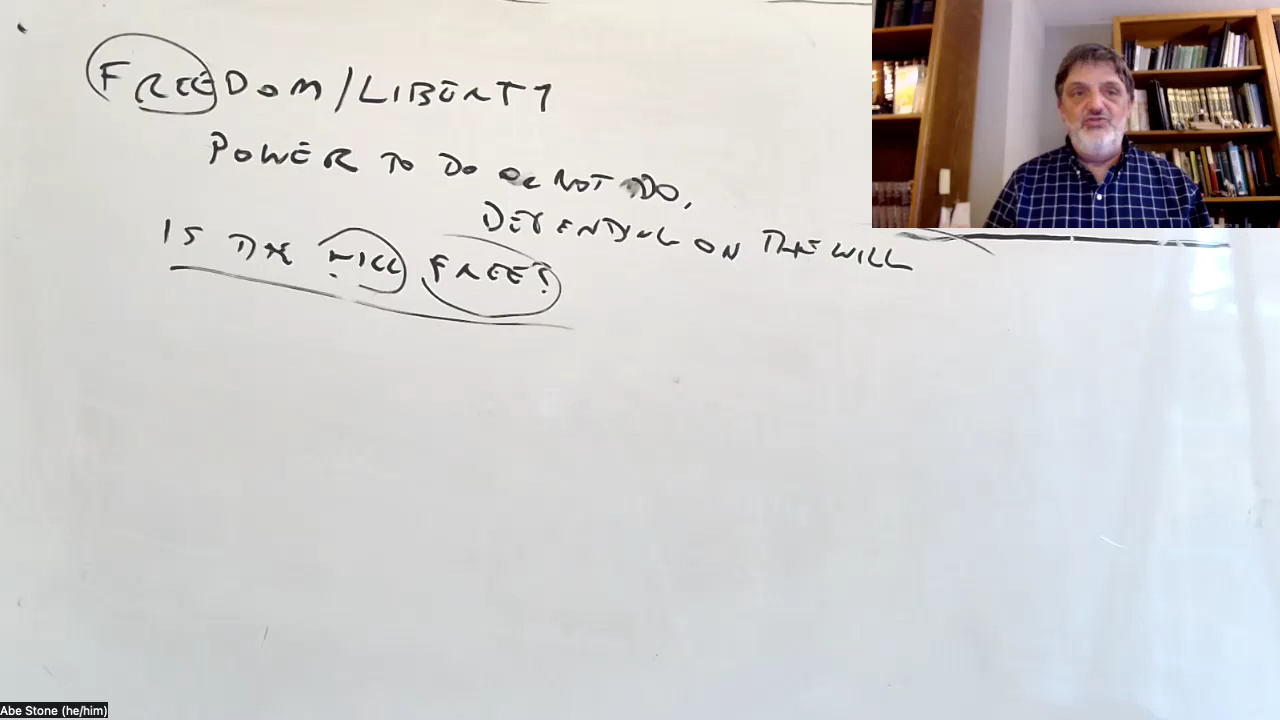 FREEDOM/LIBERTY
POWER TO DO OR NOT DO,
DEPENDING ON THE WILL
IS THE WILL FREE?
Abe Stone (he/him)